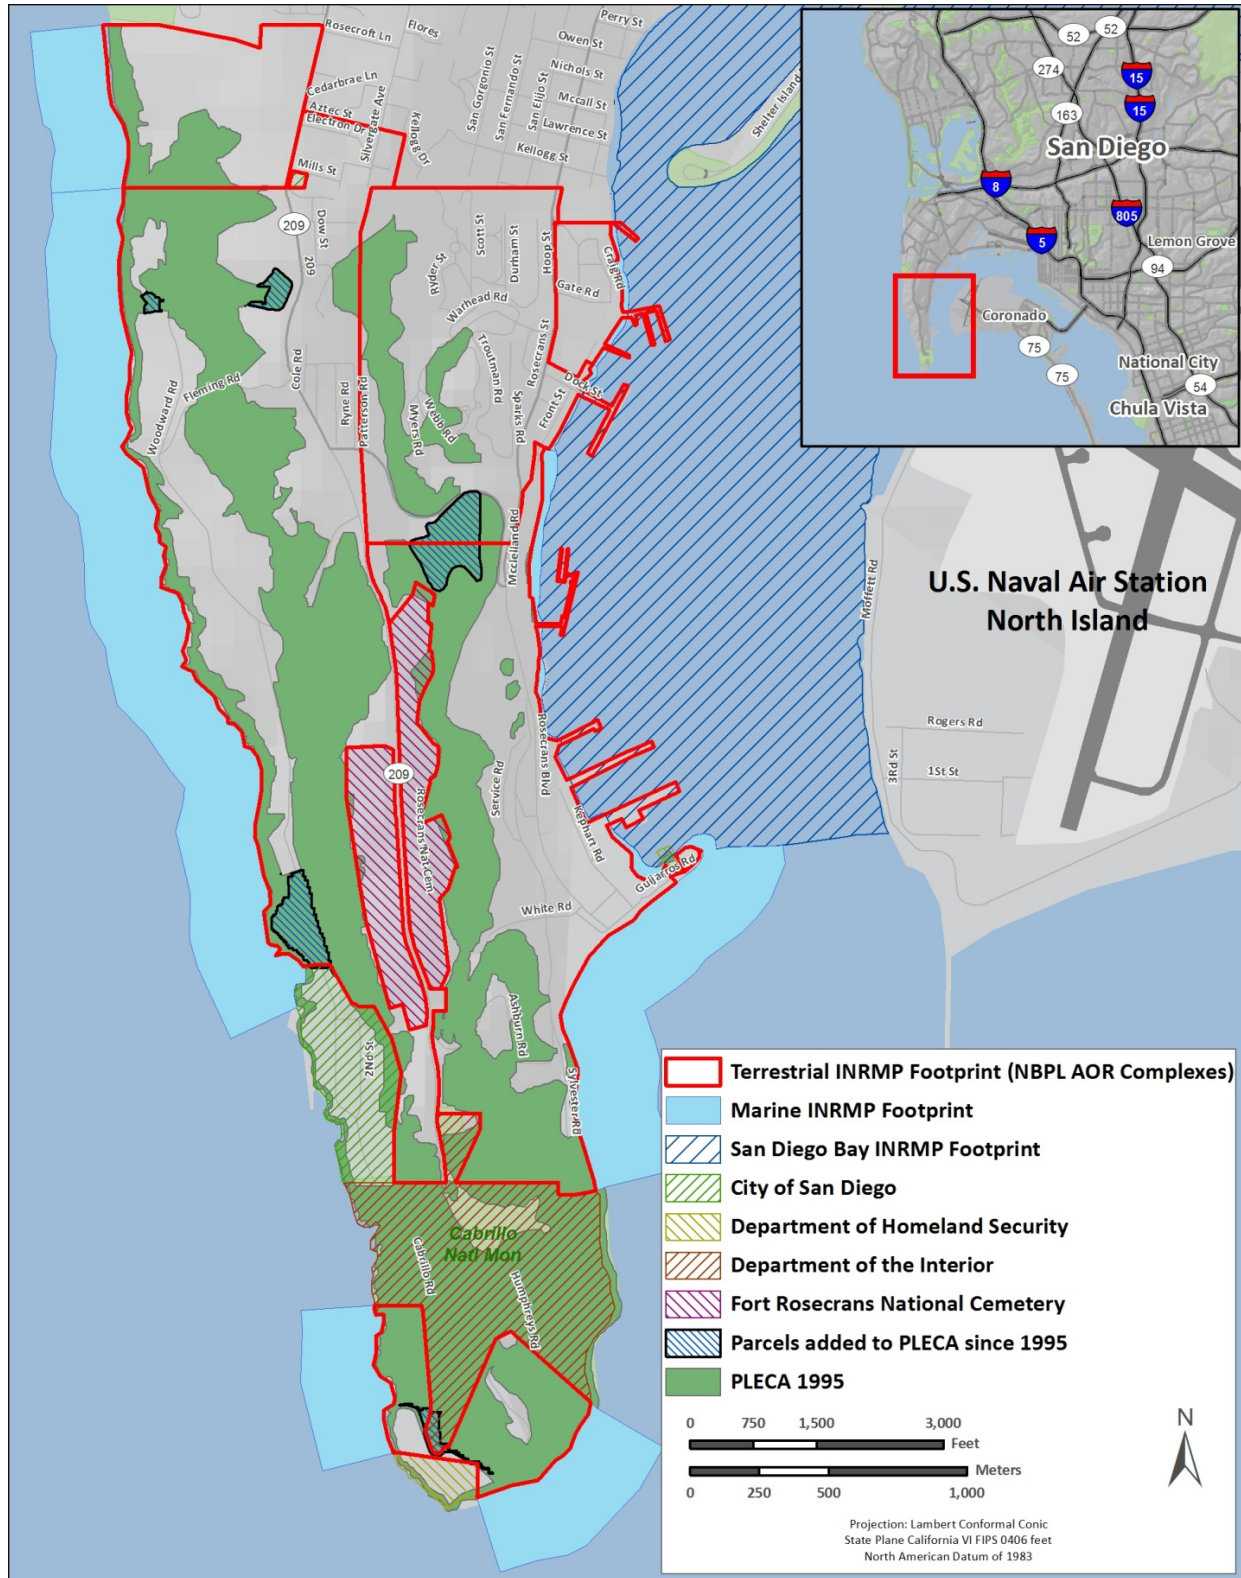 Perry St
Rosecroft Ln
Flores
Owen St
Nichols St
Cedarbrae Ln
McCall St
Aztec St
Electron Dr
Silvergate Ave
Kellogg Dr
San Gorgonio St
San Fernando St
San Elijo St
Lawrence St
Kellogg St
Mills St
Shelter Island
52
52
274
15
15
163
San Diego
8
805
5
Lemon Grove
94
Coronado
75
75
National City
54
Chula Vista
209
Dow St
209
Scott St
Durham St
Hood St
Craig Rd
Ryder St
Gate Rd
Warhead Rd
Troutman Rd
Rosecrans St
Dock St
Front St
Sparks Rd
Woodward Rd
Fleming Rd
Cole Rd
Ryne Rd
Patterson Rd
Myers Rd
Webb Rd
Mcclelland Rd
Moffett Rd
U.S. Naval Air Station
North Island
Rogers Rd
3Rd St
1St St
209
Rosecrans Nat Cem
Service Rd
Rosecrans Blvd
Kephart Rd
Guijarros Rd
White Rd
Ashburn Rd
2Nd St
Sylvester Rd
Cabrillo
Natl Mon
Cabrillo Rd
Humphreys Rd
Terrestrial INRMP Footprint (NBPL AOR Complexes)
Marine INRMP Footprint
San Diego Bay INRMP Footprint
City of San Diego
Department of Homeland Security
Department of the Interior
Fort Rosecrans National Cemetery
Parcels added to PLECA since 1995
PLECA 1995
0 750 1,500 3,000
Feet
Meters
0 250 500 1,000
N
Projection: Lambert Conformal Conic
State Plane California VI FIPS 0406 feet
North American Datum of 1983